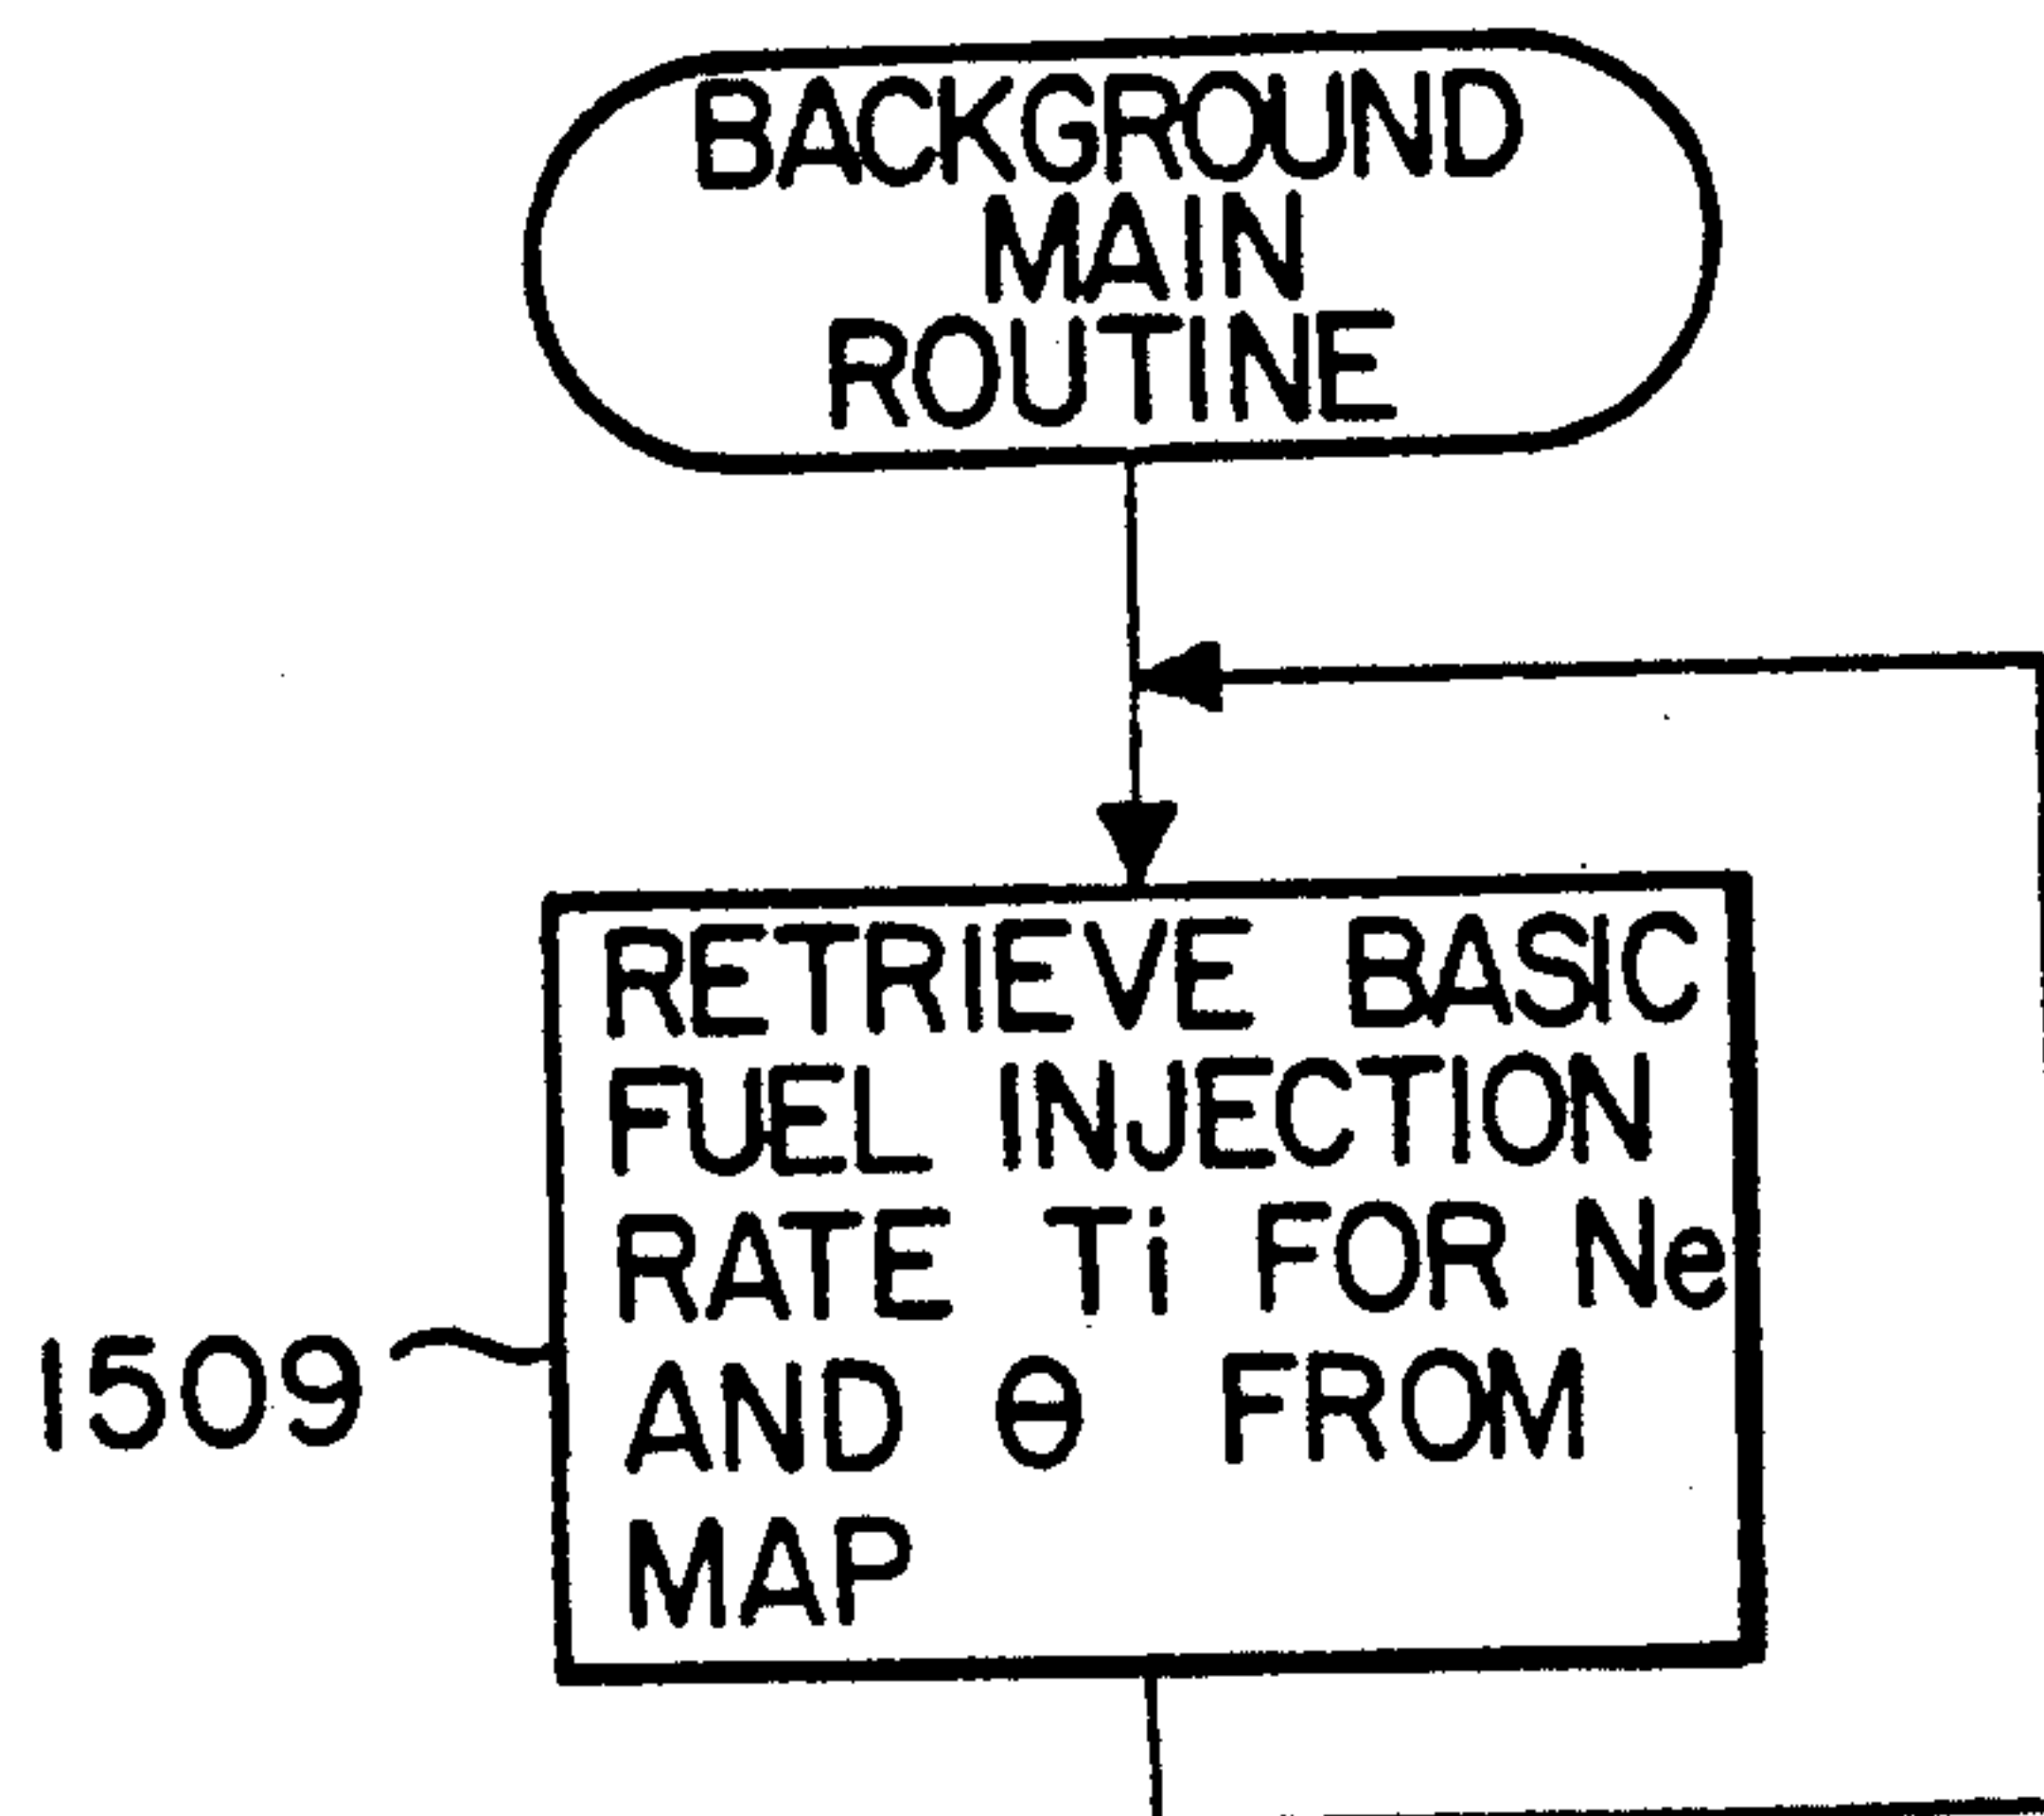 BACKGROUND
MAIN
ROUTINE
RETRIEVE BASIC
FUEL INJECTION
RATE Ti FOR Ne
AND Θ FROM
MAP
1509